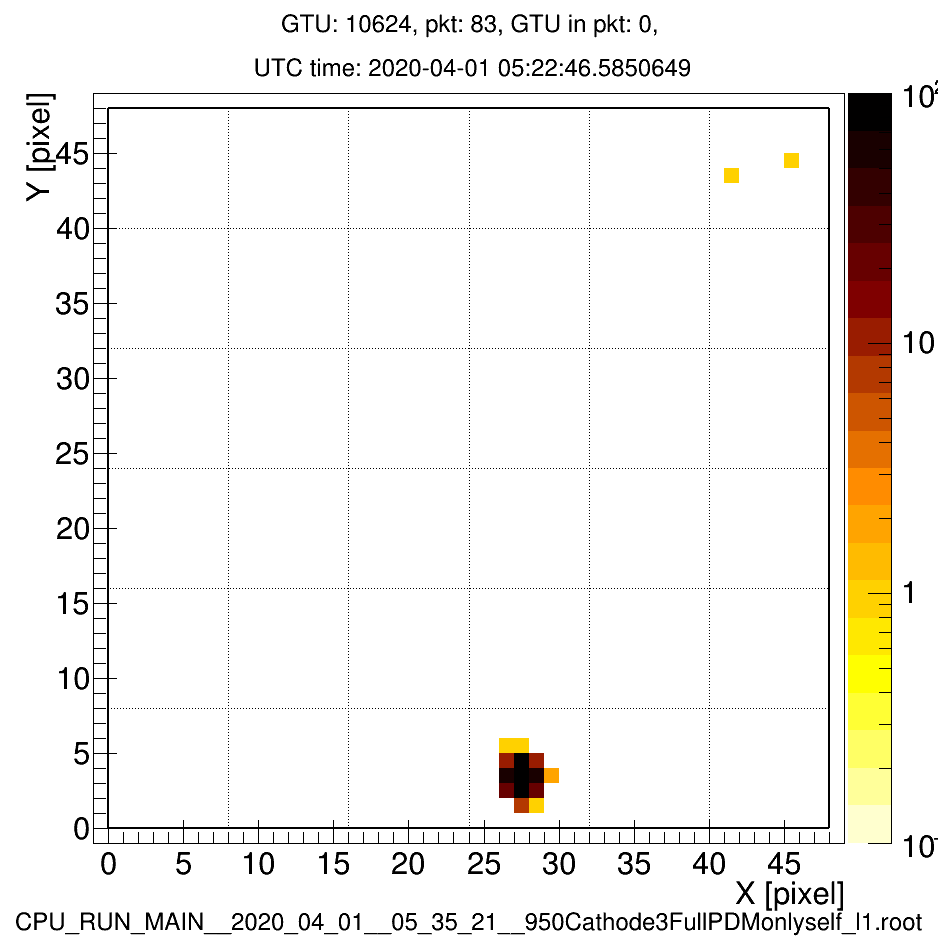 GTU: 10624, pkt: 83, GTU in pkt: 0,
UTC time: 2020-04-01 05:22:46.5850649
Y [pixel]
45
40
35
30
25
20
15
10
5
0
0 5 10 15 20 25 30 35 40 45
X [pixel]
10²
10
1
10
CPU_RUN_MAIN__2020_04_01__05_35_21__950Cathode3FullPDMonlyself_l1.root